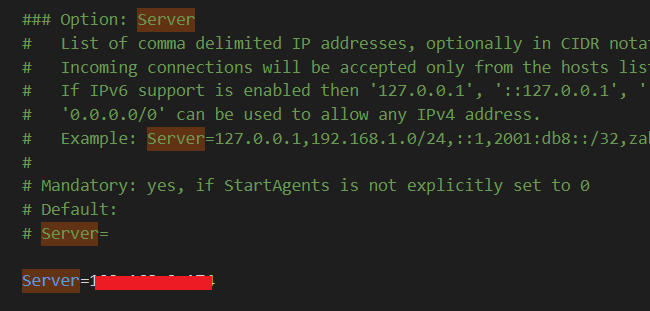 ### Option: Server
# List of comma delimited IP addresses, optionally in CIDR nota
# Incoming connections will be accepted only from the hosts lis
# If IPv6 support is enabled then '127.0.0.1', '::127.0.0.1', '
# '0.0.0.0/0' can be used to allow any IPv4 address.
# Example: Server=127.0.0.1,192.168.1.0/24,::1,2001:db8::/32,za
#
# Mandatory: yes, if StartAgents is not explicitly set to 0
# Default:
# Server=
Server=